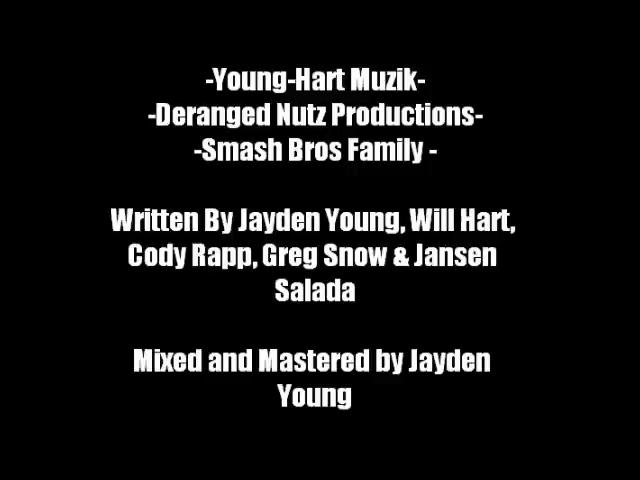 -Young-Hart Muzik-
-Deranged Nutz Productions-
-Smash Bros Family -
Written By Jayden Young, Will Hart,
Cody Rapp, Greg Snow & Jansen
Salada
Mixed and Mastered by Jayden
Young